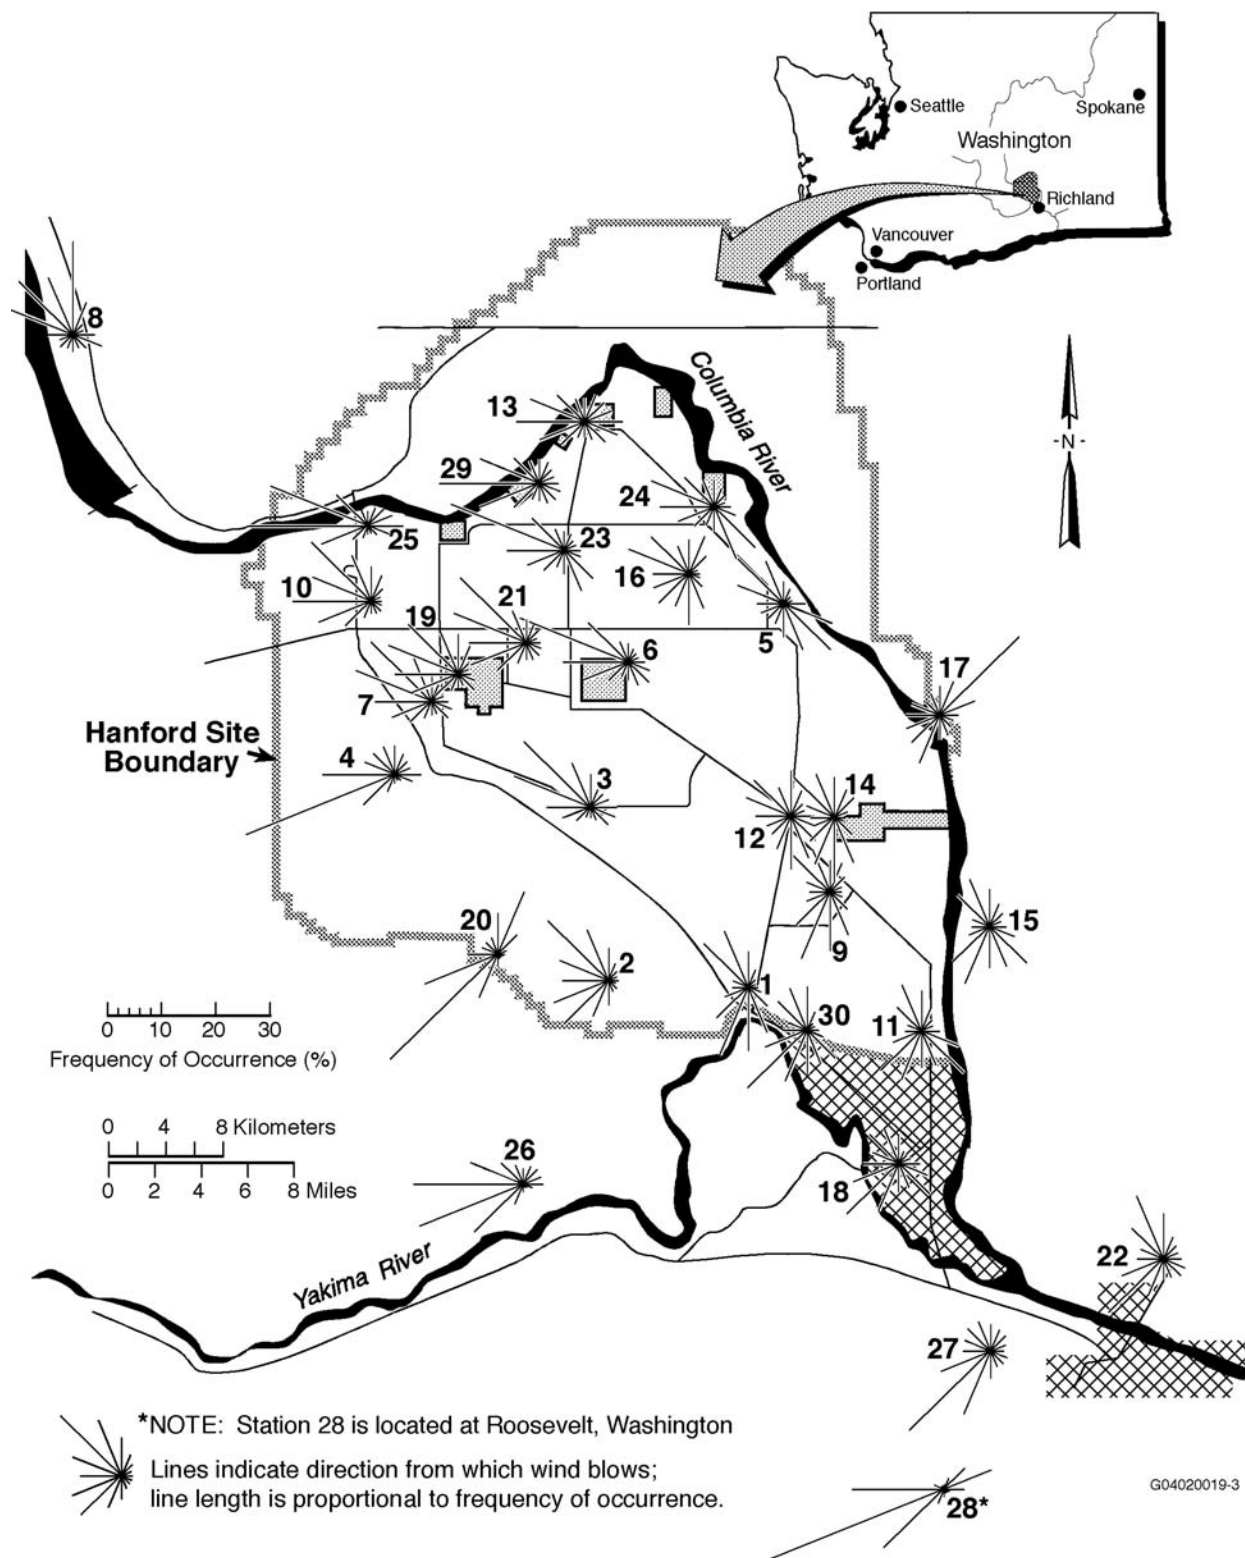 Seattle
Spokane
Washington
Richland
Vancouver
Portland
8
Columbia River
13
-N-
29
24
25
23
10
16
21
19
5
6
17
7
Hanford Site
Boundary
4
3
14
12
20
15
2
9
1
30
11
0 10 20 30
Frequency of Occurrence (%)
0 4 8 Kilometers
0 2 4 6 8 Miles
26
18
22
Yakima River
27
*NOTE: Station 28 is located at Roosevelt, Washington
Lines indicate direction from which wind blows;
line length is proportional to frequency of occurrence.
G04020019-3
28*